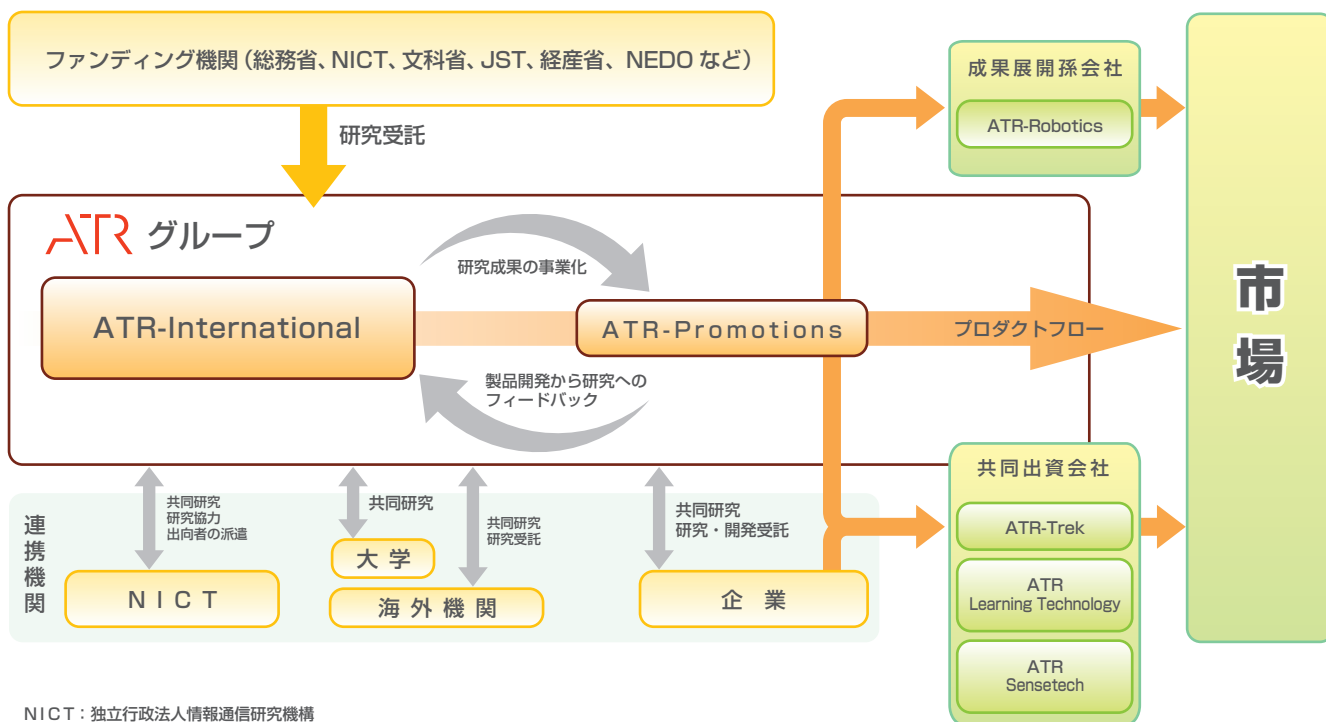 ファンディング機関(総務省、NICT、文科省、JST、経産省、NEDO など)
研究受託
ATR グループ
研究成果の事業化
ATR-International
ATR-Promotions
プロダクトフロー
製品開発から研究への
フィードバック
成果展開孫会社
ATR-Robotics
市場
共同出資会社
ATR-Trek
ATR
Learning Technology
ATR
Sensetech
連携機関
共同研究
研究協力
出向者の派遣
NICT
共同研究
大学
共同研究
研究受託
海外機関
共同研究
研究・開発受託
企業
NICT:独立行政法人情報通信研究機構